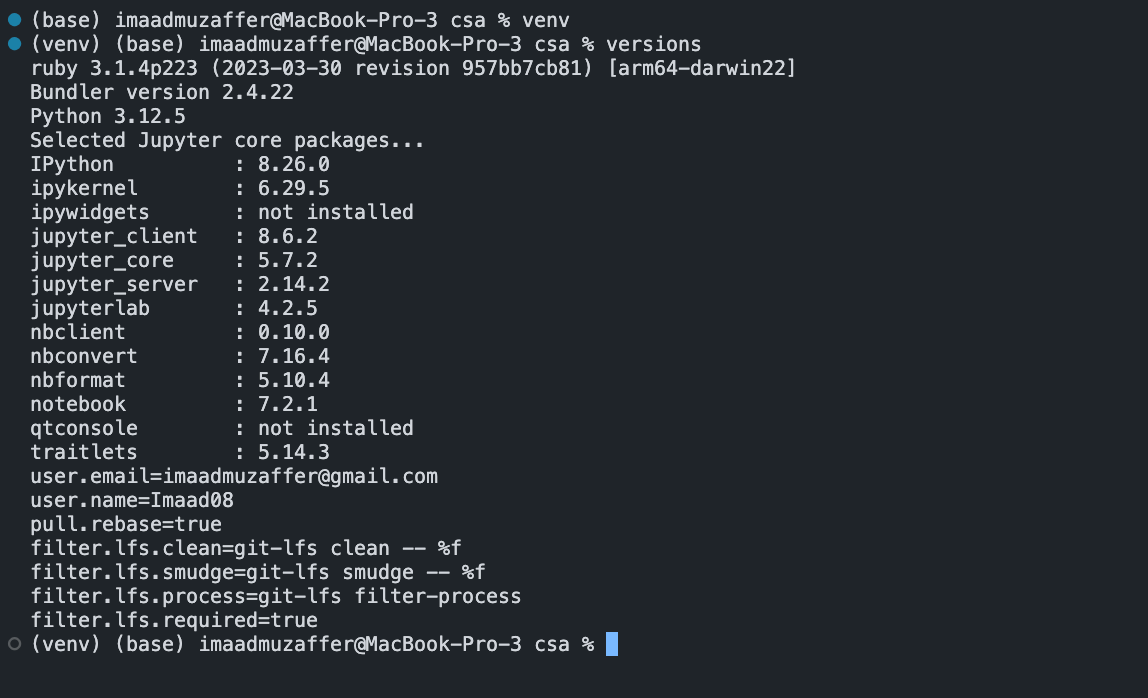 (base) imaadmuzaffer@MacBook-Pro-3 csa % venv
(venv) (base) imaadmuzaffer@MacBook-Pro-3 csa % versions
ruby 3.1.4p223 (2023-03-30 revision 957bb7cb81) [arm64-darwin22]
Bundler version 2.4.22
Python 3.12.5
Selected Jupyter core packages...
IPython          : 8.26.0
ipykernel        : 6.29.5
ipywidgets       : not installed
jupyter_client   : 8.6.2
jupyter_core     : 5.7.2
jupyter_server   : 2.14.2
jupyterlab       : 4.2.5
nbclient         : 0.10.0
nbconvert        : 7.16.4
nbformat         : 5.10.4
notebook         : 7.2.1
qtconsole        : not installed
traitlets        : 5.14.3
user.email=imaadmuzaffer@gmail.com
user.name=Imaad08
pull.rebase=true
filter.lfs.clean=git-lfs clean -- %f
filter.lfs.smudge=git-lfs smudge -- %f
filter.lfs.process=git-lfs filter-process
filter.lfs.required=true
(venv) (base) imaadmuzaffer@MacBook-Pro-3 csa %